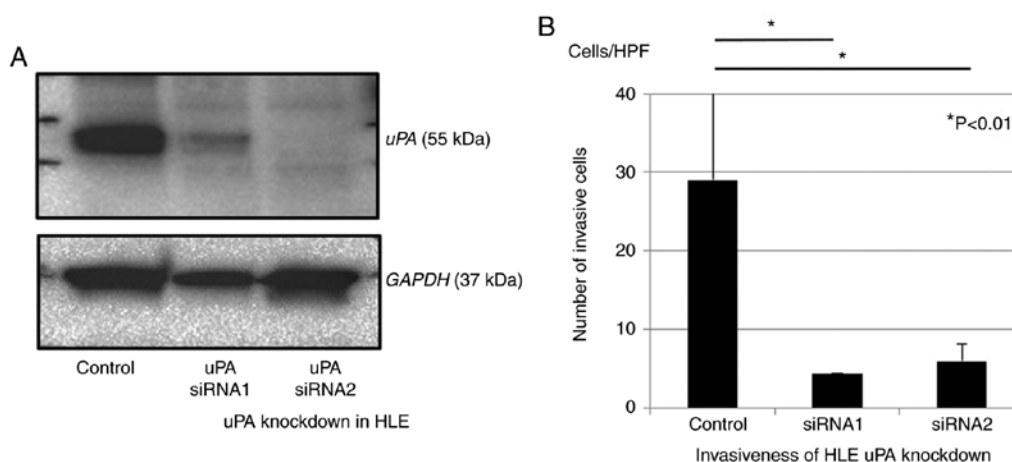 A
uPA (55 kDa)
GAPDH (37 kDa)
Control
uPA
siRNA1
uPA
siRNA2
uPA knockdown in HLE
B
Cells/HPF
*
*
*P<0.01
Number of invasive cells
40
30
20
10
0
Control
siRNA1
siRNA2
Invasiveness of HLE uPA knockdown